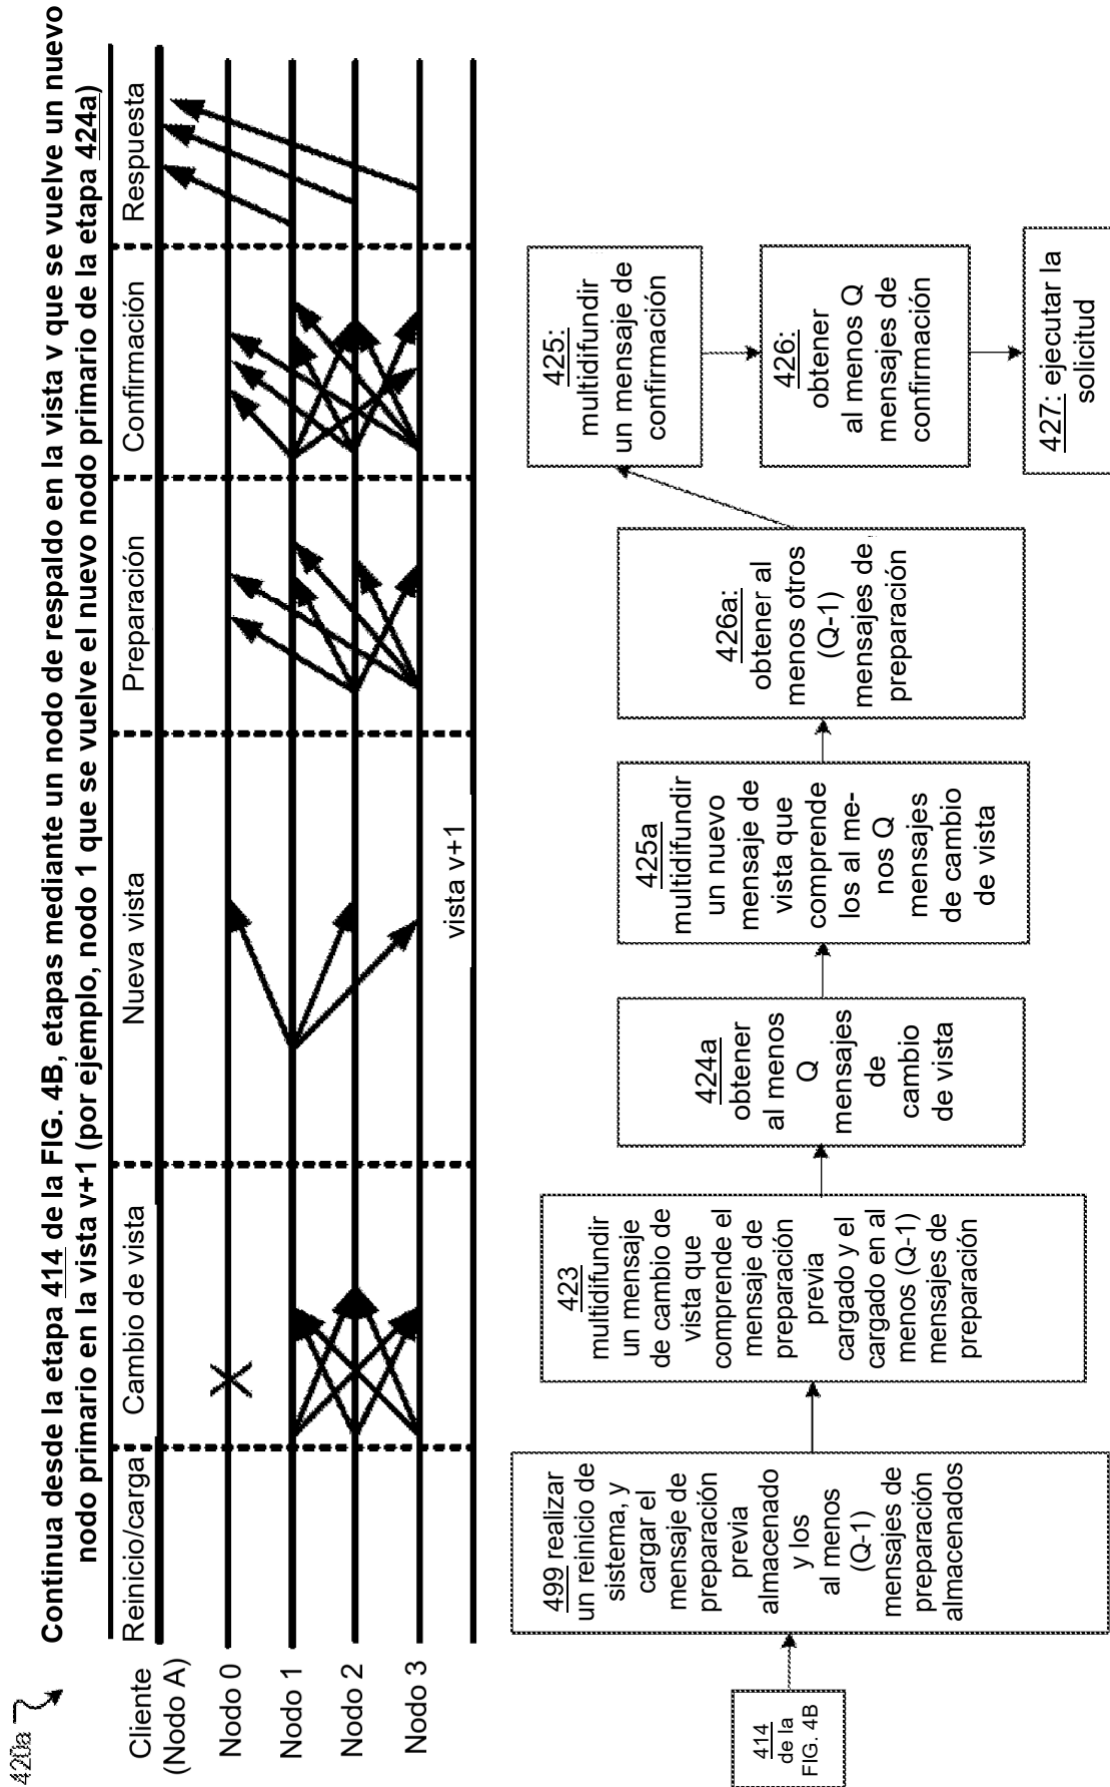 420a
Continua desde la etapa 414 de la FIG. 4B, etapas mediante un nodo de respaldo en la vista v que se vuelve un nuevo
nodo primario en la vista v+1 (por ejemplo, nodo 1 que se vuelve el nuevo nodo primario de la etapa 424a)
Reinicio/carga
Cambio de vista
Nueva vista
Preparación
Confirmación
Respuesta
Cliente
(Nodo A)
Nodo 0
Nodo 1
Nodo 2
Nodo 3
vista v+1
414
de la
FIG. 4B
499 realizar
un reinicio de
sistema, y
cargar el
mensaje de
preparación
previa
almacenado
y los
al menos
(Q-1)
mensajes de
preparación
almacenados
423
multidifundir
un mensaje
de cambio de
vista que
comprende el
mensaje de
preparación
previa
cargado y el
cargado en al
menos (Q-1)
mensajes de
preparación
424a
obtener
al menos
Q
mensajes
de
cambio
de vista
425a
multidifundir
un nuevo
mensaje de
vista que
comprende
los al me-
nos Q
mensajes
de cambio
de vista
426a:
obtener al
menos otros
(Q-1)
mensajes de
preparación
425:
multidifundir
un mensaje de
confirmación
426:
obtener
al menos Q
mensajes de
confirmación
427: ejecutar la
solicitud